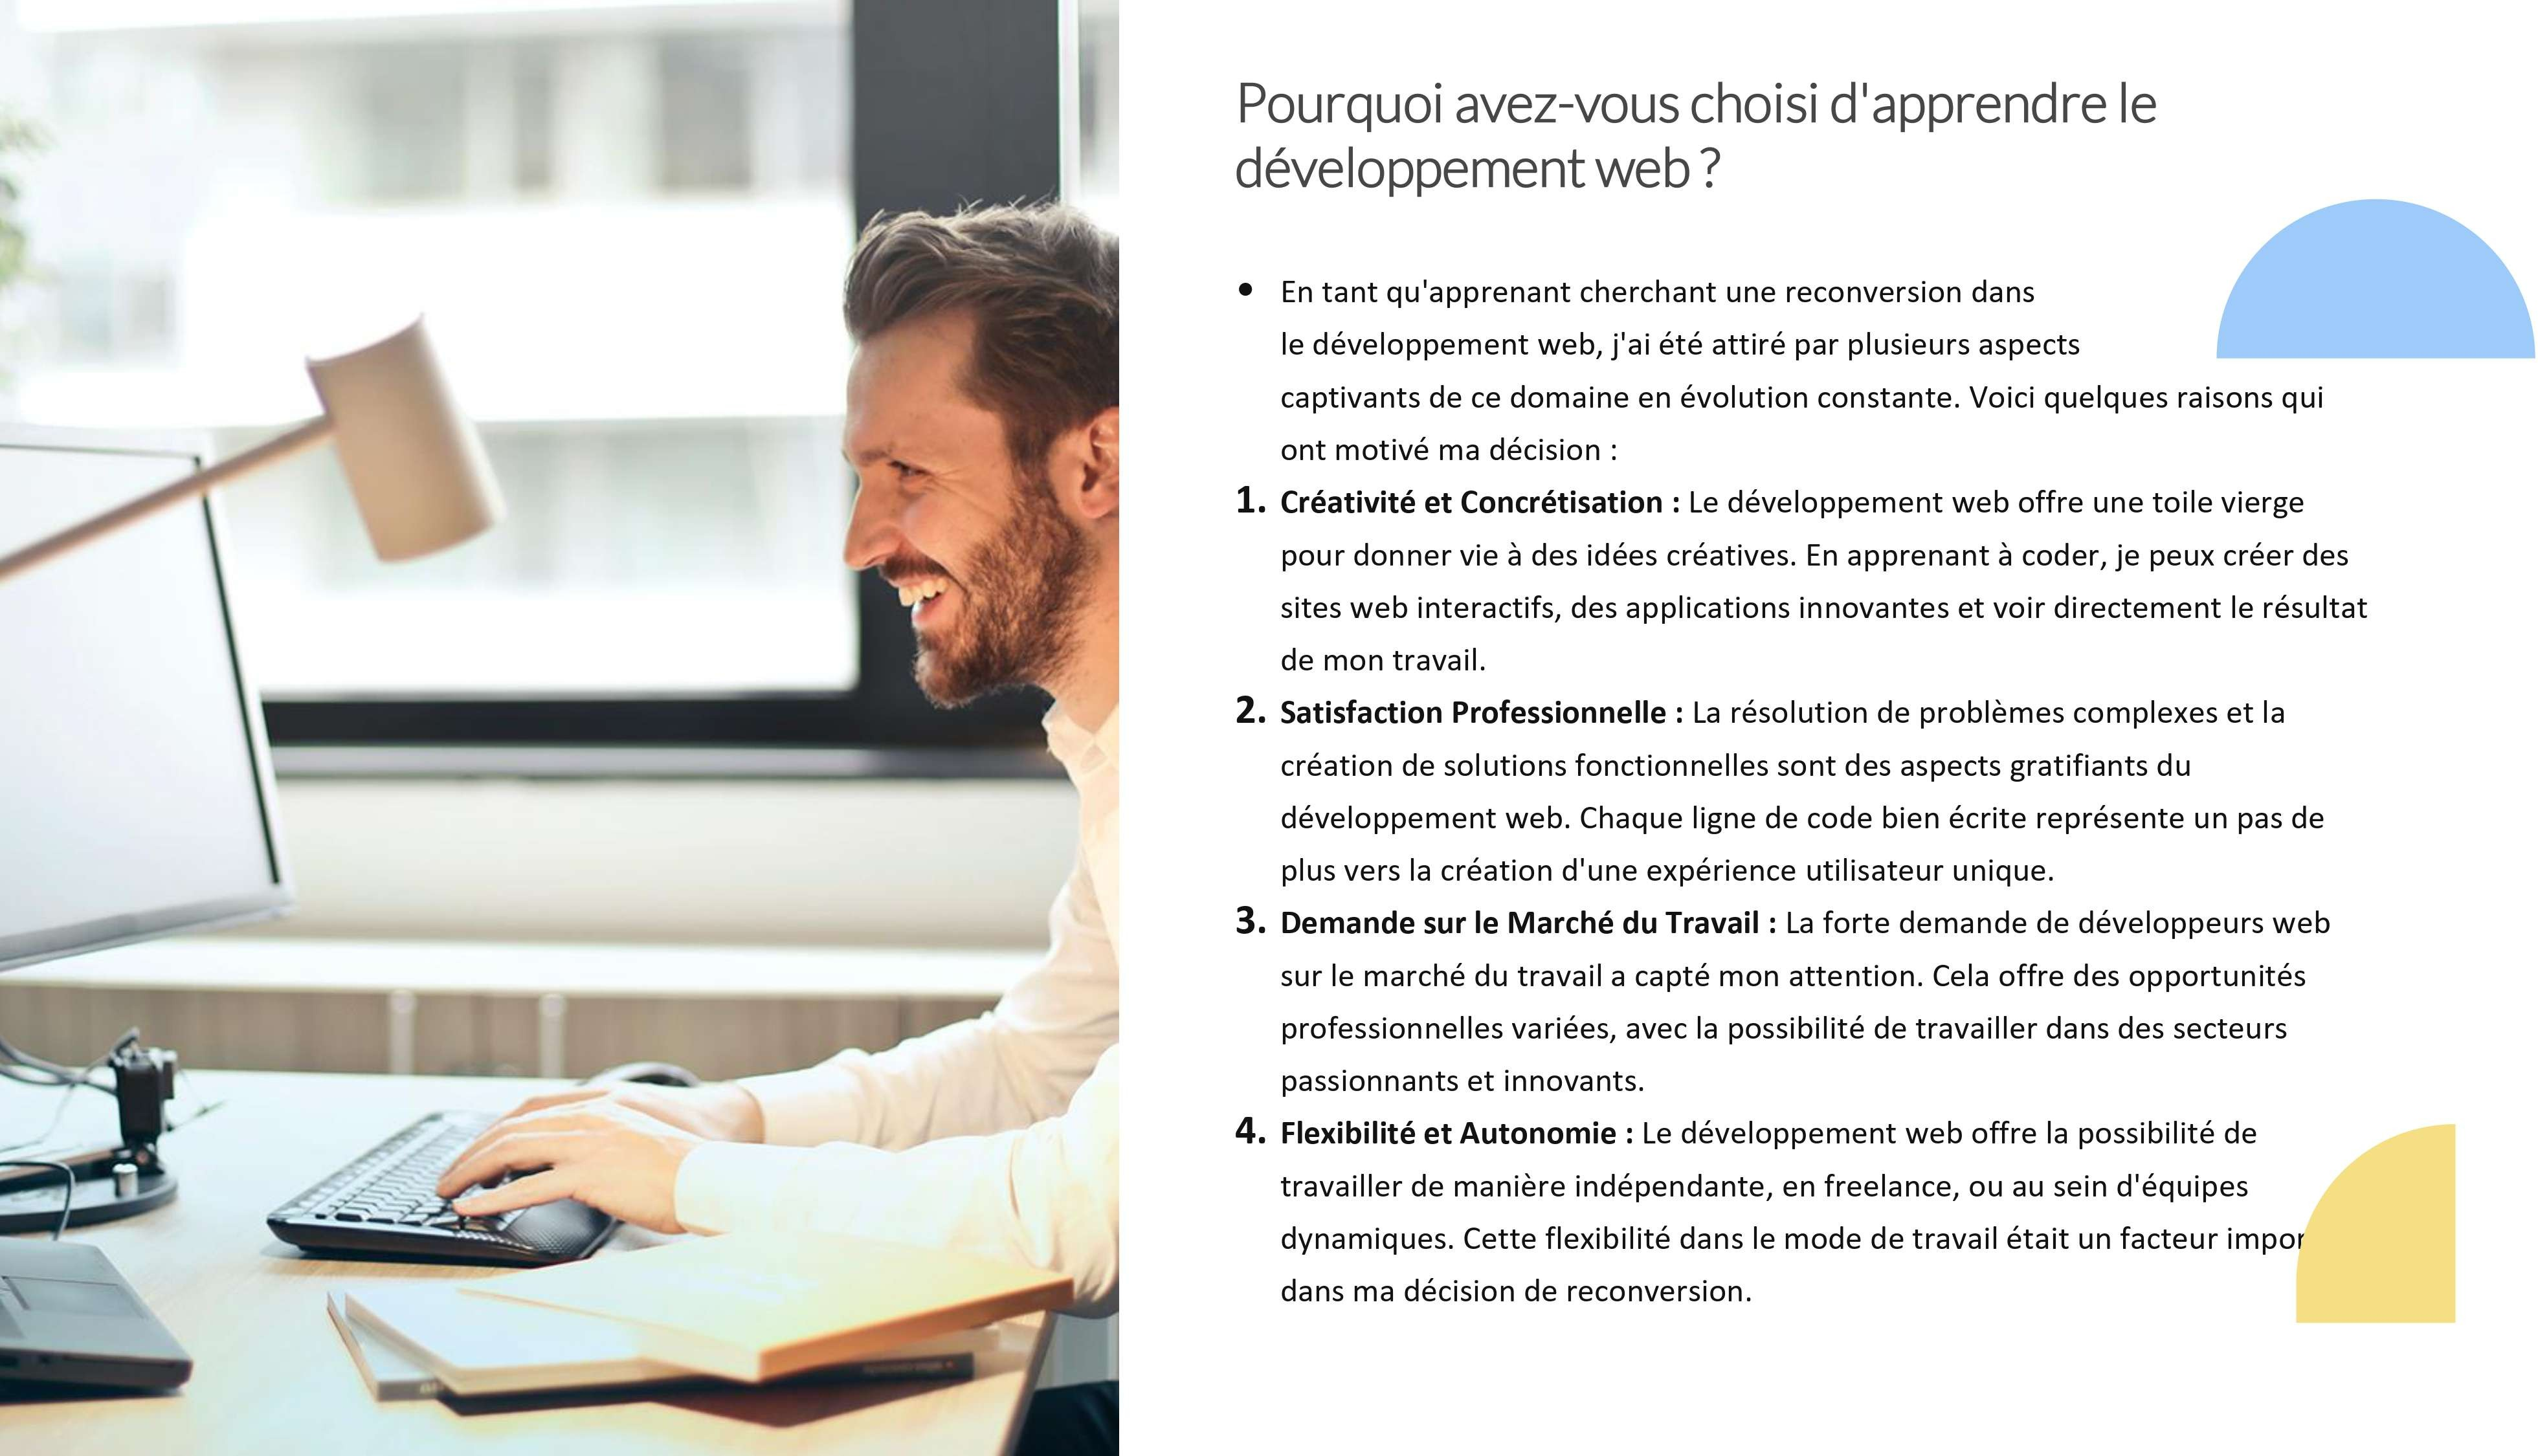 Pourquoi avez-vous choisi d'apprendre le
développement web ?
• En tant qu'apprenant cherchant une reconversion dans
le développement web, j'ai été attiré par plusieurs aspects
captivants de ce domaine en évolution constante. Voici quelques raisons qui
ont motivé ma décision :
1. Créativité et Concrétisation : Le développement web offre une toile vierge
pour donner vie à des idées créatives. En apprenant à coder, je peux créer des
sites web interactifs, des applications innovantes et voir directement le résultat
de mon travail.
2. Satisfaction Professionnelle : La résolution de problèmes complexes et la
création de solutions fonctionnelles sont des aspects gratifiants du
développement web. Chaque ligne de code bien écrite représente un pas de
plus vers la création d'une expérience utilisateur unique.
3. Demande sur le Marché du Travail : La forte demande de développeurs web
sur le marché du travail a capté mon attention. Cela offre des opportunités
professionnelles variées, avec la possibilité de travailler dans des secteurs
passionnants et innovants.
4. Flexibilité et Autonomie : Le développement web offre la possibilité de
travailler de manière indépendante, en freelance, ou au sein d'équipes
dynamiques. Cette flexibilité dans le mode de travail était un facteur
dans ma décision de reconversion.